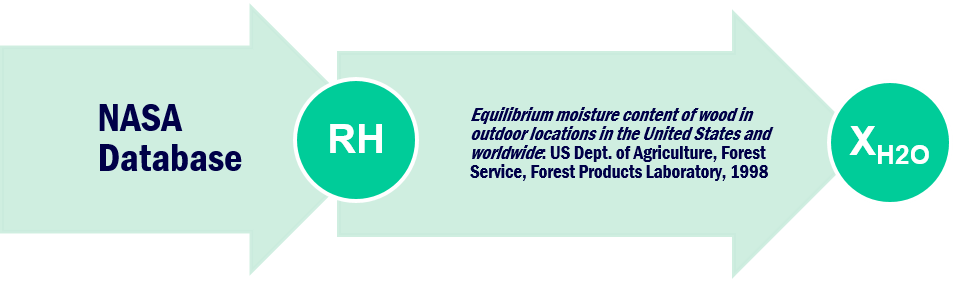 NASA
Database
RH
Equilibrium moisture content of wood in
outdoor locations in the United States and
worldwide: US Dept. of Agriculture, Forest
Service, Forest Products Laboratory, 1998
XH2O